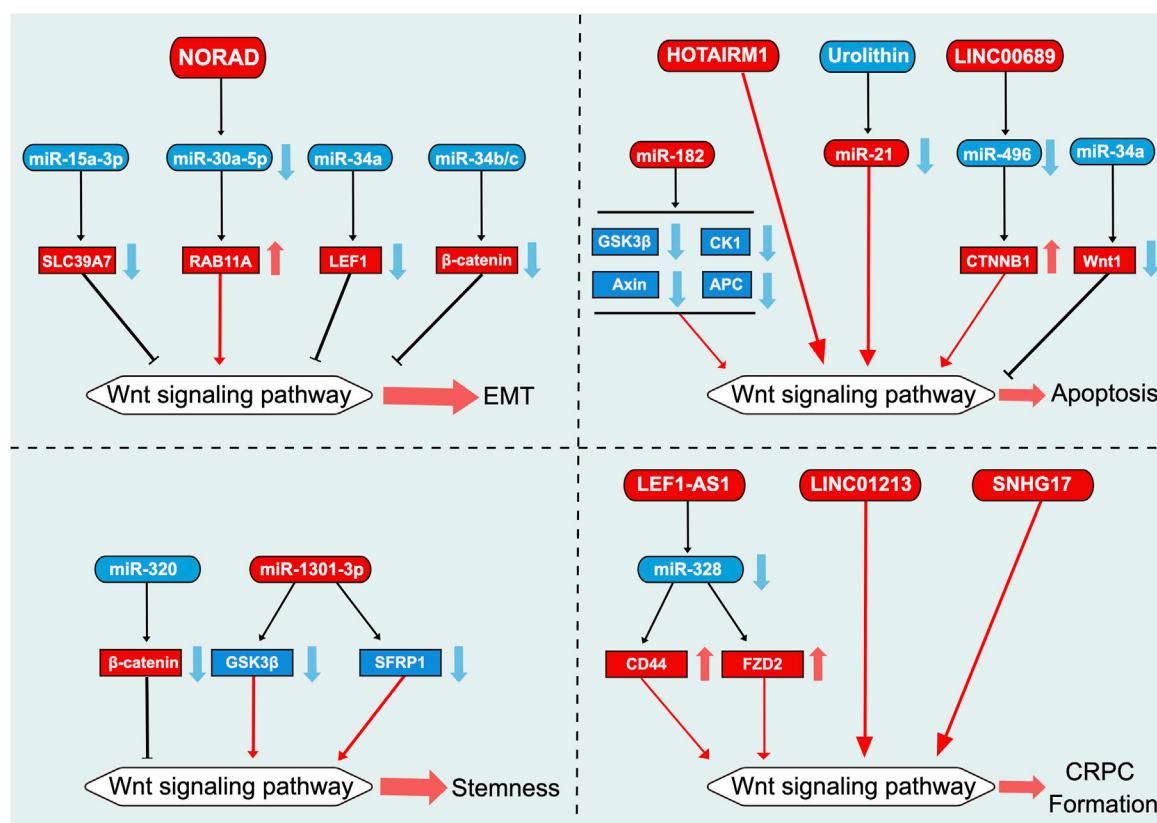 NORAD
miR-15a-3p
miR-30a-5p
miR-34a
miR-34b/c
SLC39A7
RAB11A
LEF1
β-catenin
Wnt signaling pathway
EMT
HOTAIRM1
Urolithin
LINC00689
miR-182
miR-21
miR-496
miR-34a
GSK3β
CK1
Axin
APC
CTNNB1
Wnt1
Wnt signaling pathway
Apoptosis
miR-320
miR-1301-3p
β-catenin
GSK3β
SFRP1
Wnt signaling pathway
Stemness
LEF1-AS1
LINC01213
SNHG17
miR-328
CD44
FZD2
Wnt signaling pathway
CRPC
Formation